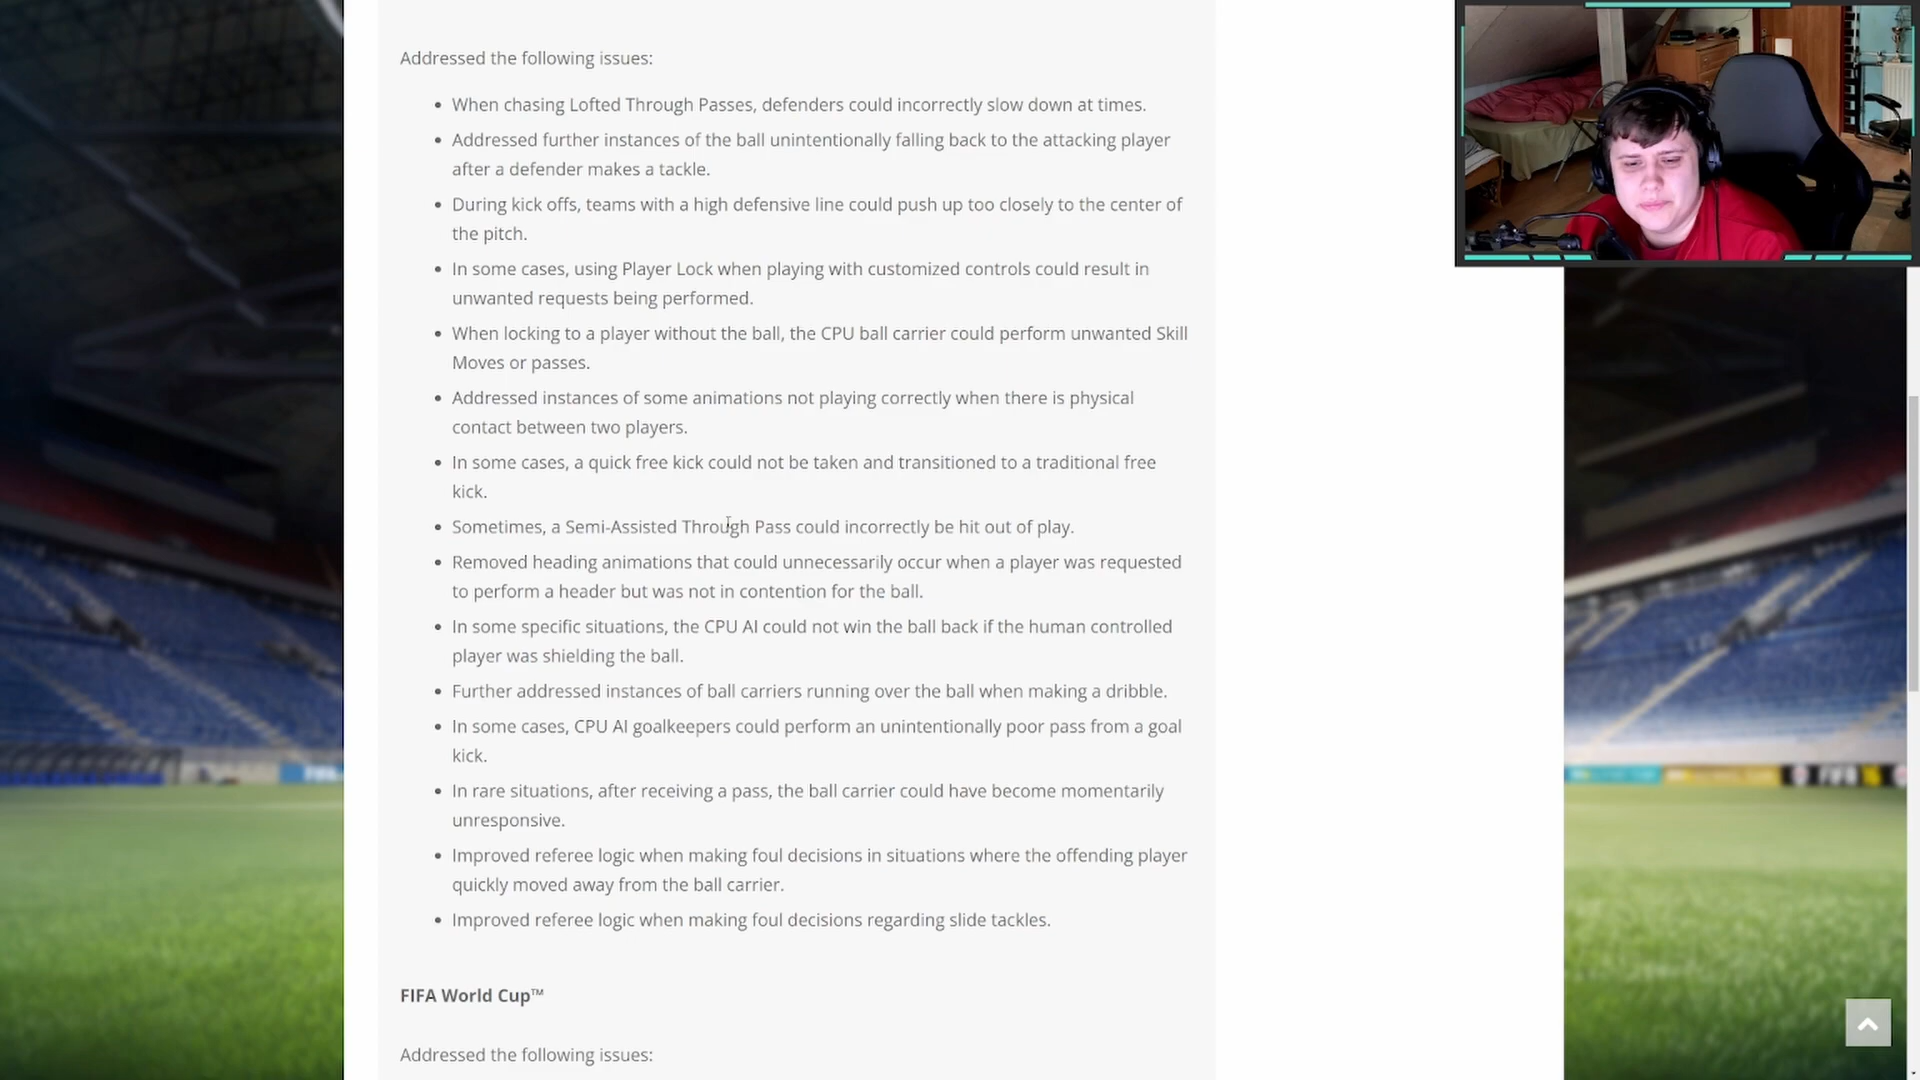 Addressed the following issues:
• When chasing Lofted Through Passes, defenders could incorrectly slow down at times.
• Addressed further instances of the ball unintentionally falling back to the attacking player
after a defender makes a tackle.
• During kick offs, teams with a high defensive line could push up too closely to the center of
the pitch.
• In some cases, using Player Lock when playing with customized controls could result in
unwanted requests being performed.
• When locking to a player without the ball, the CPU ball carrier could perform unwanted Skill
Moves or passes.
• Addressed instances of some animations not playing correctly when there is physical
contact between two players.
• In some cases, a quick free kick could not be taken and transitioned to a traditional free
kick.
• Sometimes, a Semi-Assisted Through Pass could incorrectly be hit out of play.
• Removed heading animations that could unnecessarily occur when a player was requested
to perform a header but was not in contention for the ball.
• In some specific situations, the CPU AI could not win the ball back if the human controlled
player was shielding the ball.
• Further addressed instances of ball carriers running over the ball when making a dribble.
• In some cases, CPU AI goalkeepers could perform an unintentionally poor pass from a goal
kick.
• In rare situations, after receiving a pass, the ball carrier could have become momentarily
unresponsive.
• Improved referee logic when making foul decisions in situations where the offending player
quickly moved away from the ball carrier.
• Improved referee logic when making foul decisions regarding slide tackles.
FIFA World Cup™
Addressed the following issues: